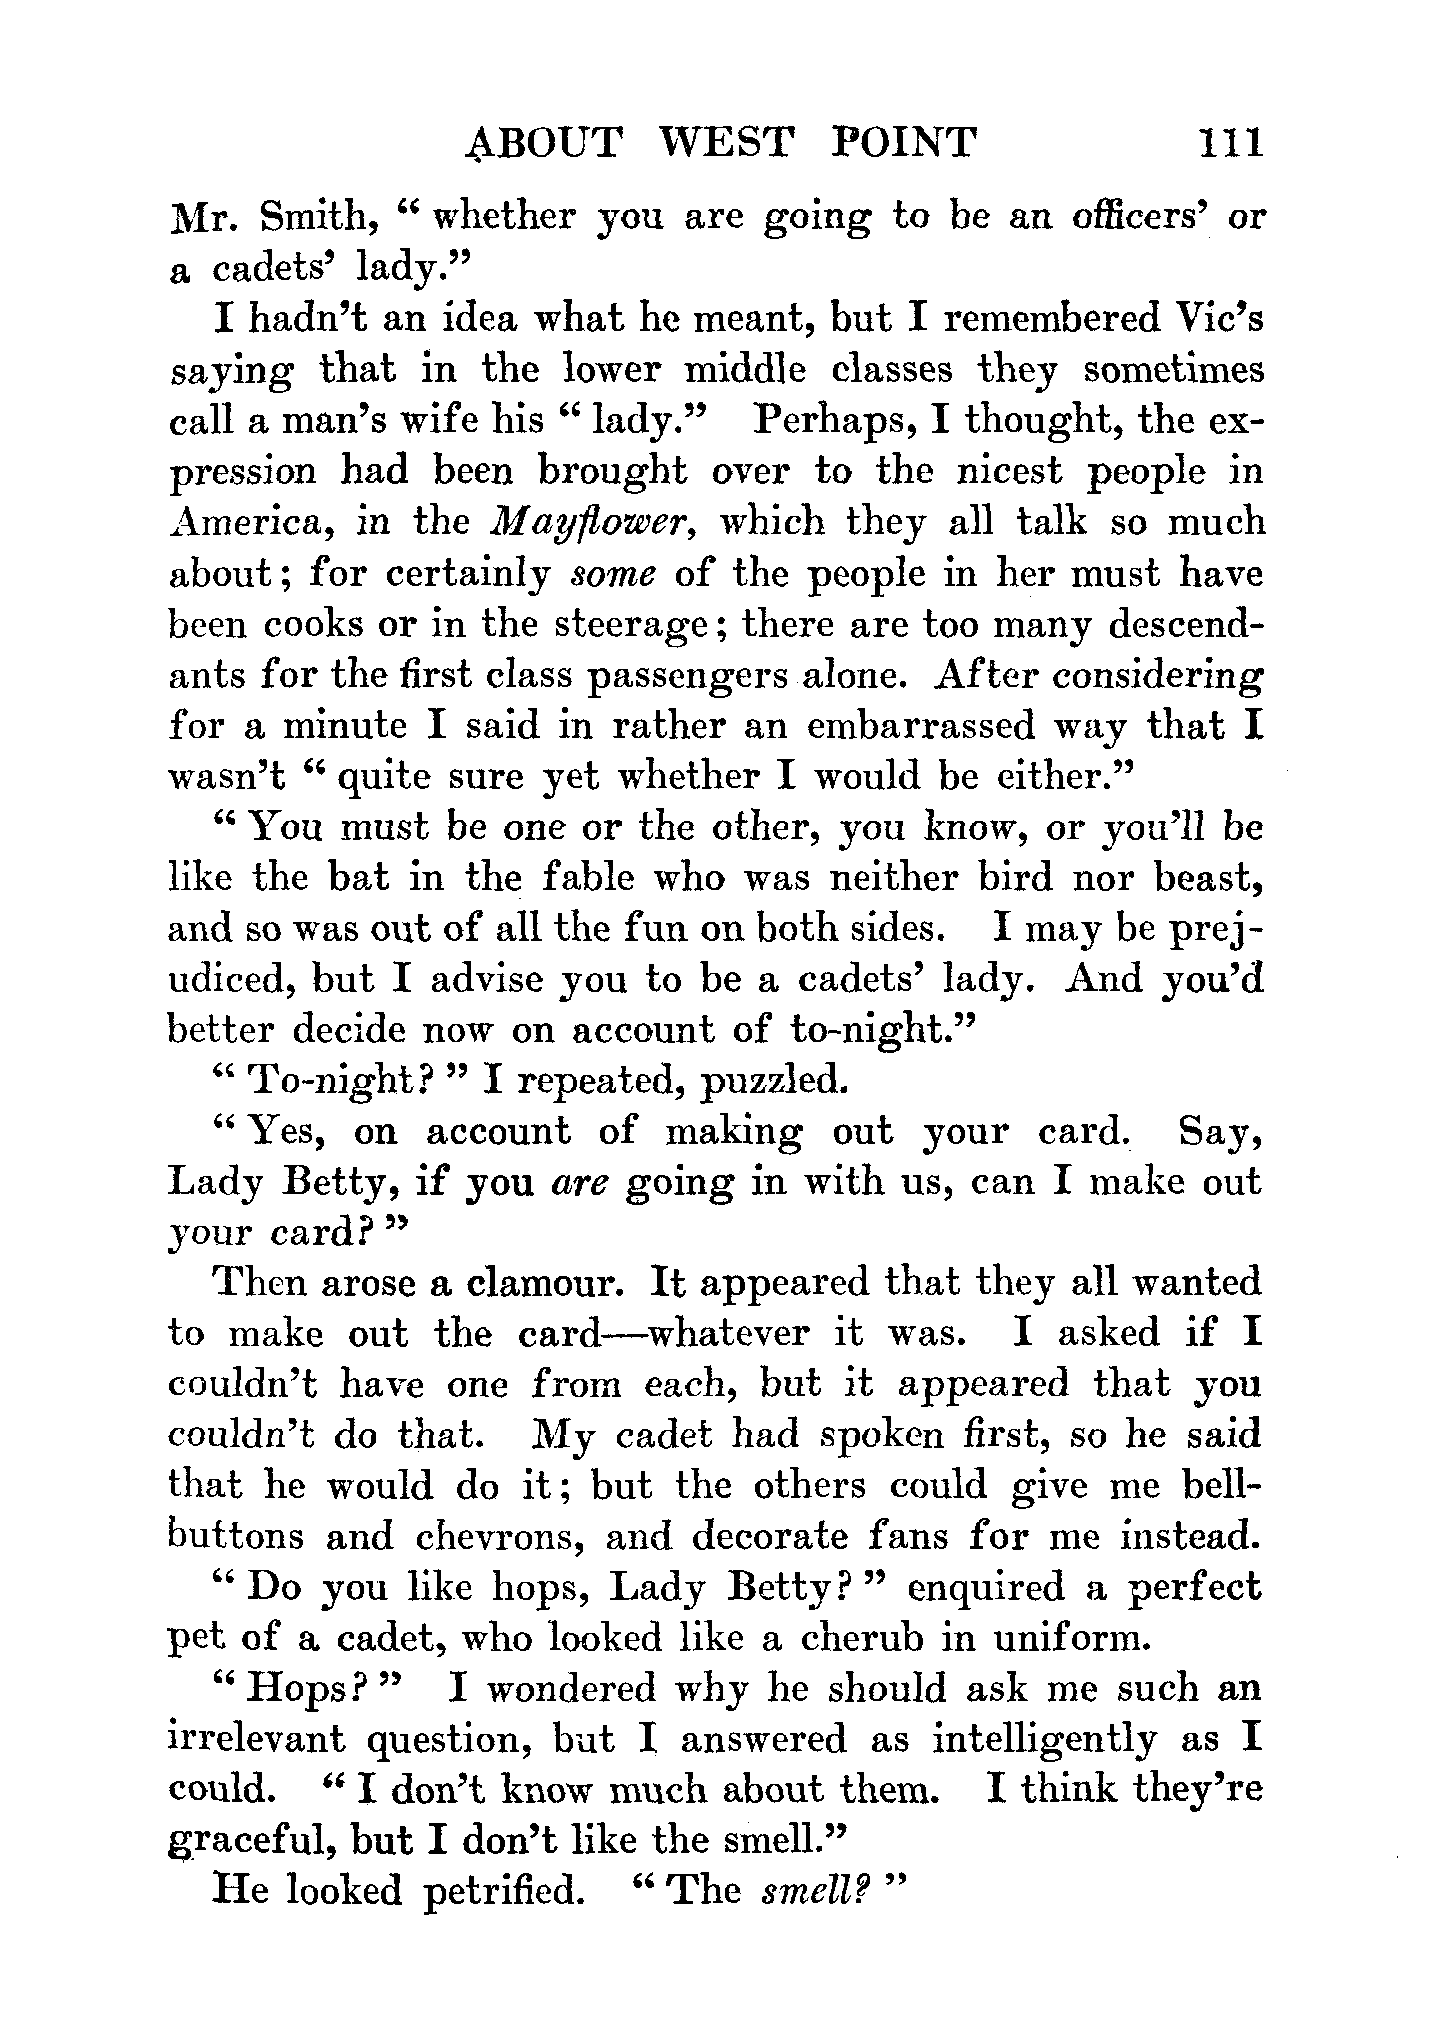 ABOUT WEST POINT 111
Mr. Smith, “ whether you are going to be an officers’ or
a cadets’ lady.”
I hadn’t an idea what he meant, but I remembered Vic’s
saying that in the lower middle classes they sometimes
call a man’s wife his “ lady.” Perhaps, I thought, the ex-
pression had been brought over to the nicest people in
America, in the Mayflower, which they all talk so much
about ; for certainly some of the people in her must have
been cooks or in the steerage ; there are too many descend-
ants for the first class passengers alone. After considering
for a minute I said in rather an embarrassed way that I
wasn’t “ quite sure yet whether I would be either.”
“ You must be one or the other, you know, or you’ll be
like the bat in the fable who was neither bird nor beast,
and so was out of all the fun on both sides. I may be prej-
udiced, but I advise you to be a cadets’ lady. And you’d
better decide now on account of to-night.”
“ To-night? ” I repeated, puzzled.
“ Yes, on account of making out your card. Say,
Lady Betty, if you are going in with us, can I make out
your card? ”
Then arose a clamour. It appeared that they all wanted
to make out the card—whatever it was. I asked if I
couldn’t have one from each, but it appeared that you
couldn’t do that. My cadet had spoken first, so he said
that he would do it ; but the others could give me bell-
buttons and chevrons, and decorate fans for me instead.
“ Do you like hops, Lady Betty? ” enquired a perfect
pet of a cadet, who looked like a cherub in uniform.
“ Hops? ” I wondered why he should ask me such an
irrelevant question, but I answered as intelligently as I
could. “ I don’t know much about them. I think they’re
graceful, but I don’t like the smell.”
He looked petrified. “ The smell? ”